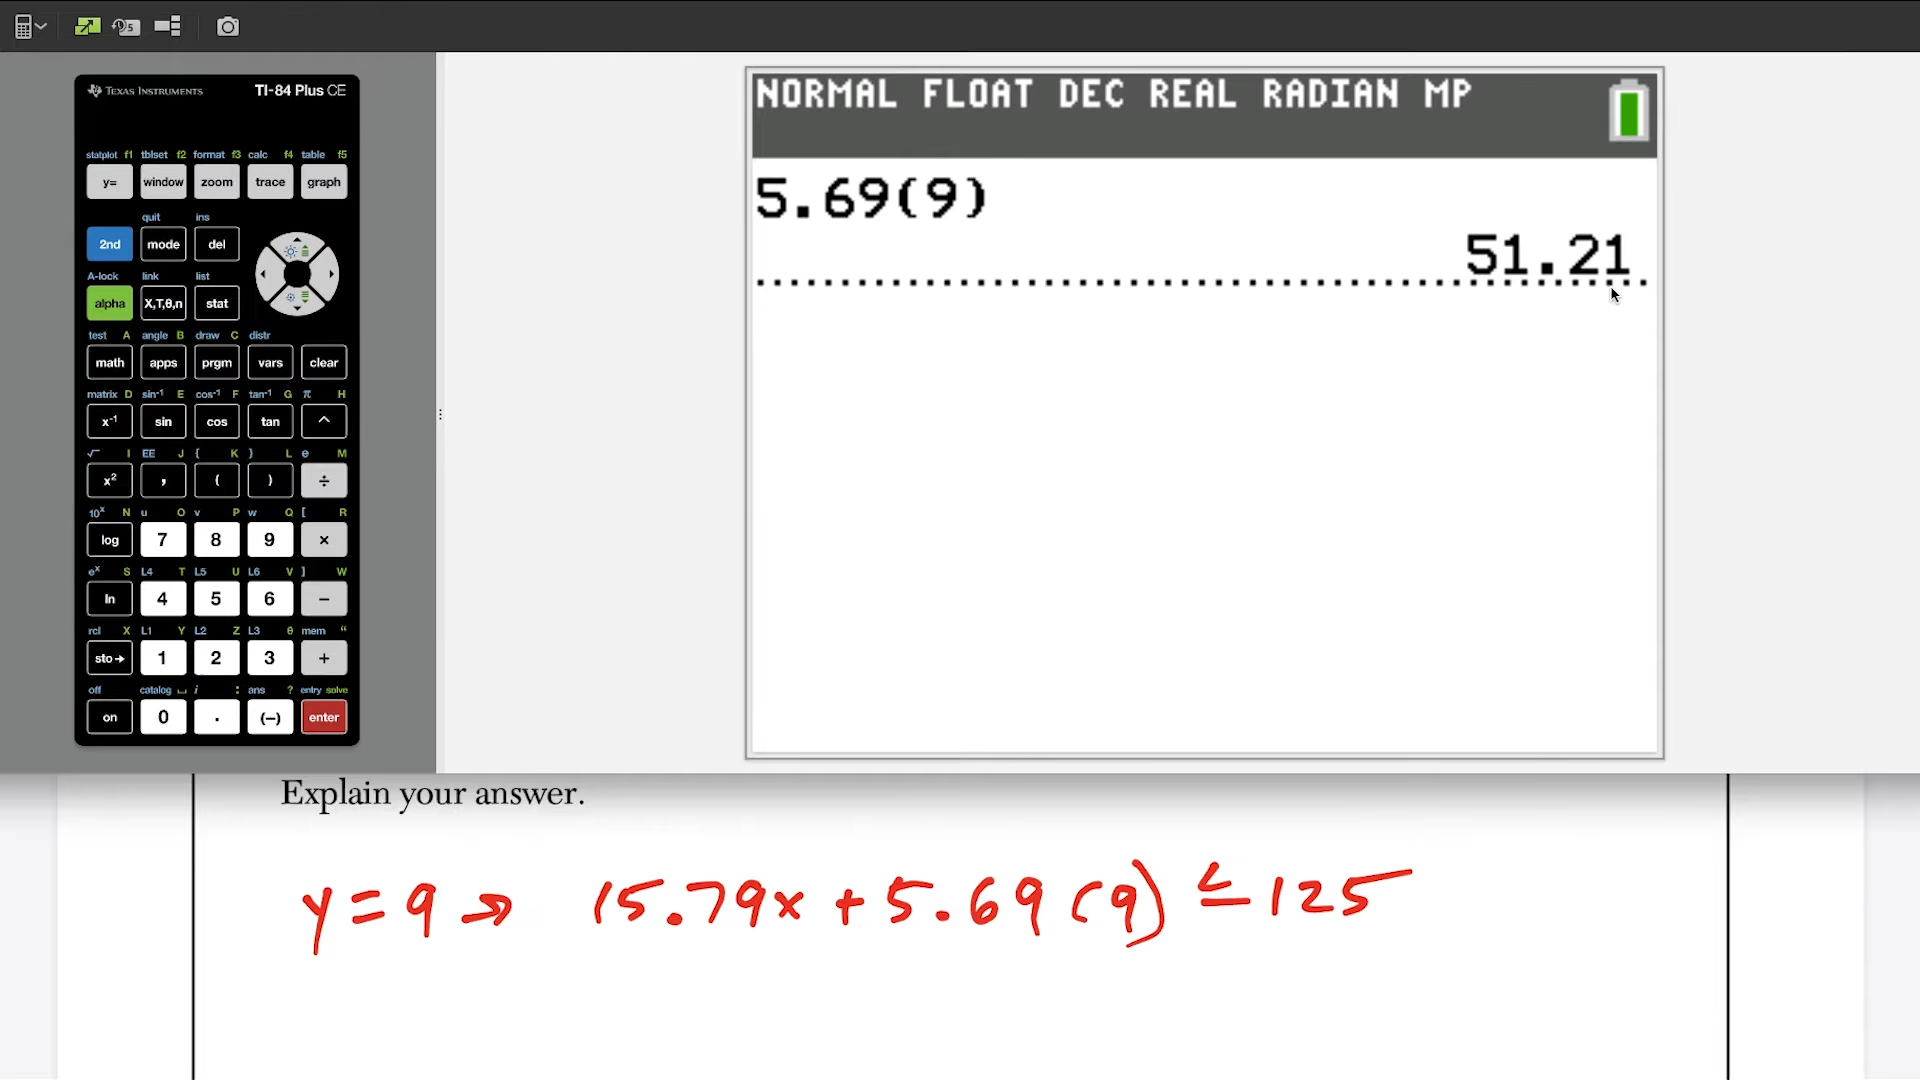 TEXAS INSTRUMENTS TI-84 Plus CE
statplot f1 tblset f2 format f3 calc f4 table f5
y= window zoom trace graph
quit ins
2nd mode del
A-lock link list
alpha X,T,θ,n stat
test A angle B draw C distr
math apps prgm vars clear
matrix D sin⁻¹ E cos⁻¹ F tan⁻¹ G π H
x⁻¹ sin cos tan ^
√ I EE J { K } L e M
x² , ( ) ÷
10ˣ N u O v P w Q [ R
log 7 8 9 ×
eˣ S L4 T L5 U L6 V ] W
ln 4 5 6 −
rcl X L1 Y L2 Z L3 θ mem “
sto→ 1 2 3 +
off catalog ⎵ i : ans ? entry solve
on 0 . (−) enter
NORMAL FLOAT DEC REAL RADIAN MP
5.69(9)
51.21
Explain your answer.
y = 9 → 15.79x + 5.69 (9) ≤ 125